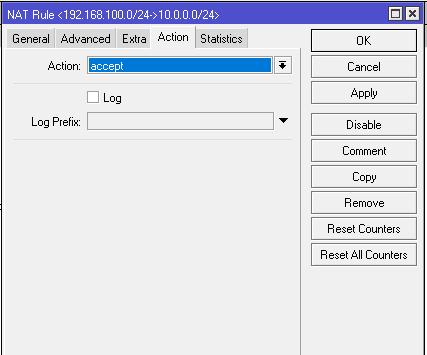 NAT Rule <192.168.100.0/24->10.0.0.0/24>
General Advanced Extra Action Statistics
Action: accept
Log
Log Prefix:
OK
Cancel
Apply
Disable
Comment
Copy
Remove
Reset Counters
Reset All Counters